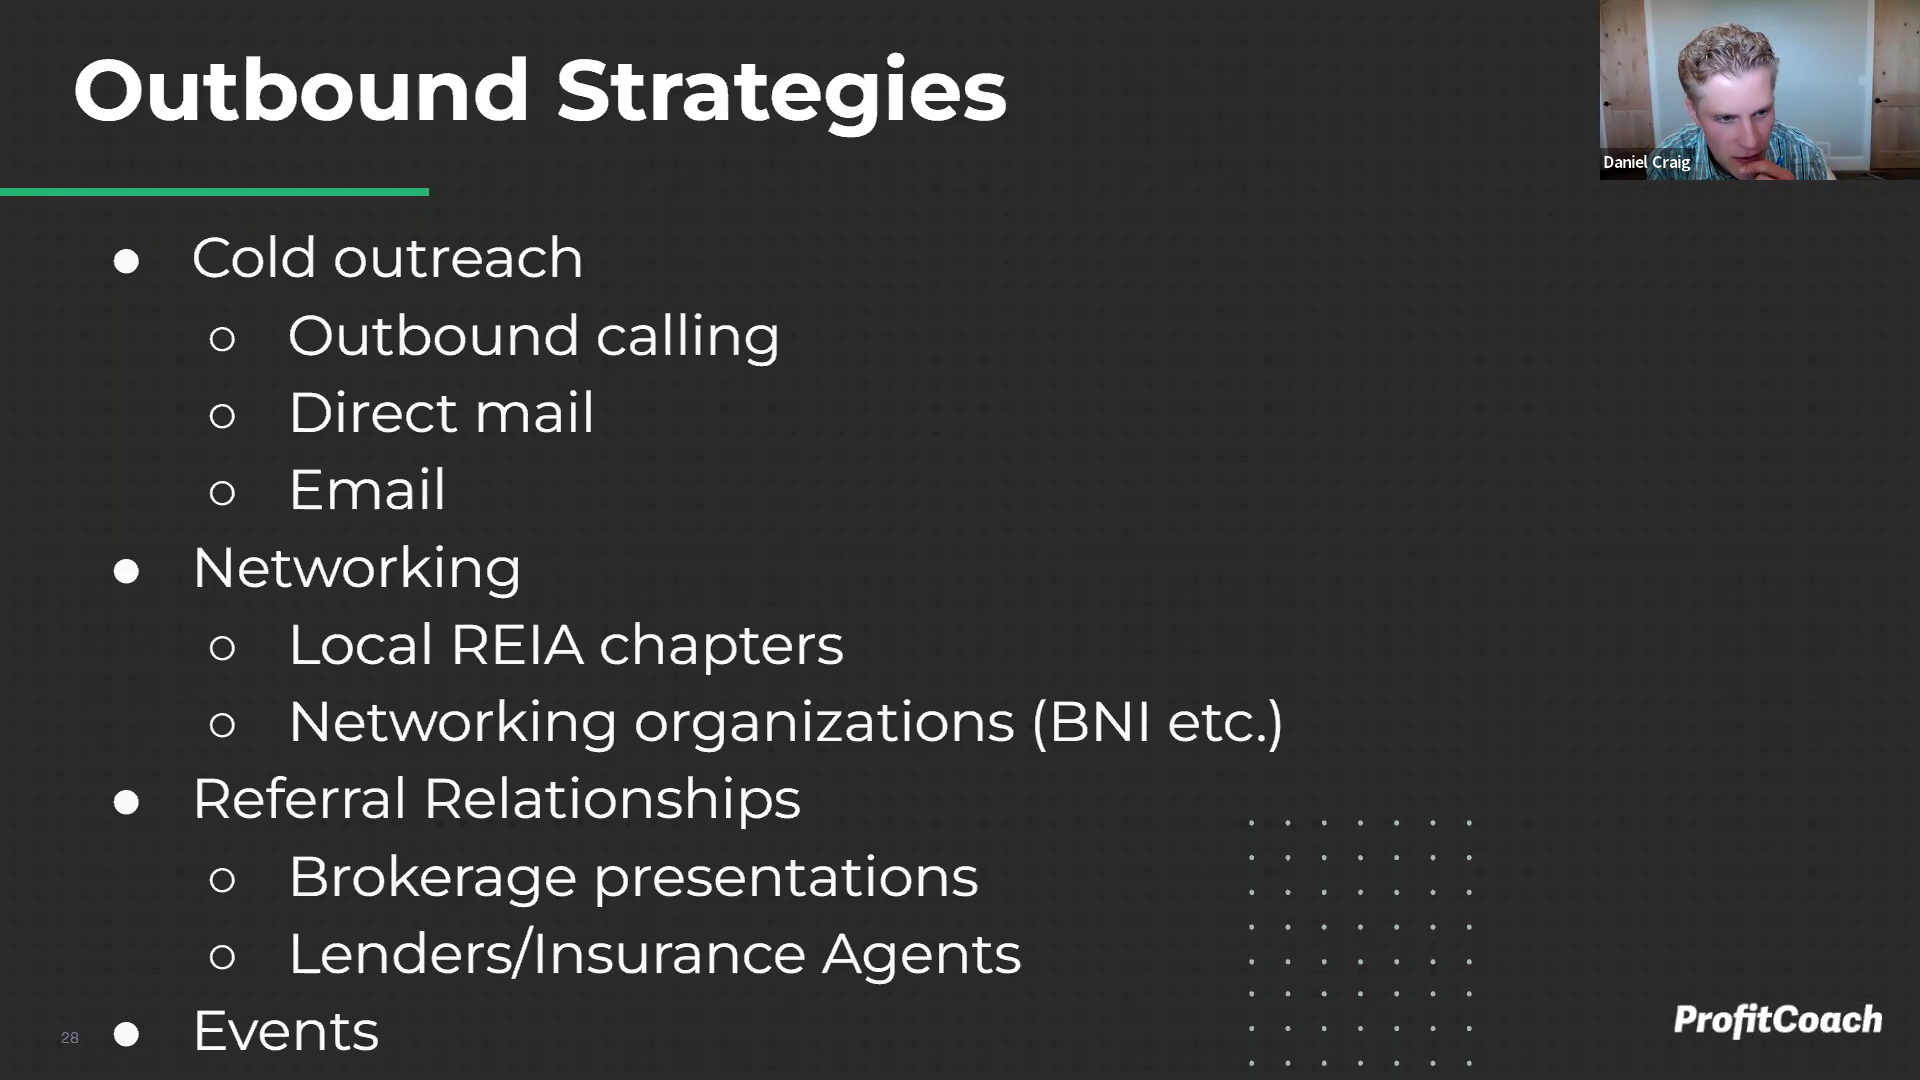 Outbound Strategies
Daniel Craig
● Cold outreach
○ Outbound calling
○ Direct mail
○ Email
● Networking
○ Local REIA chapters
○ Networking organizations (BNI etc.)
● Referral Relationships
○ Brokerage presentations
○ Lenders/Insurance Agents
● Events
28
ProfitCoach